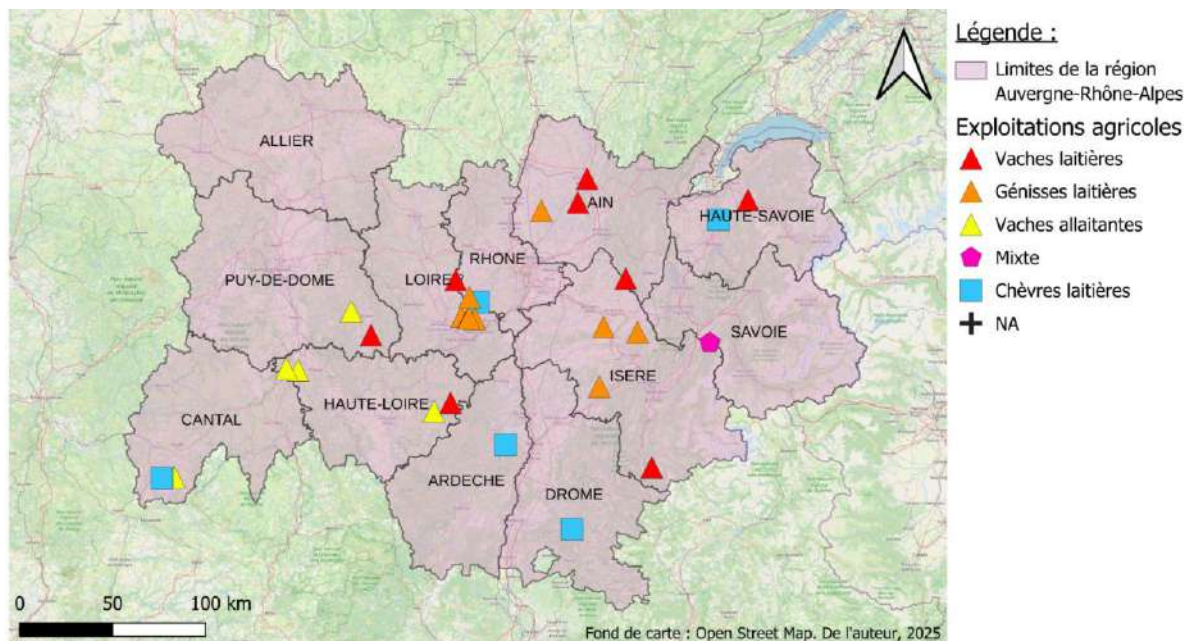 Légende :
Limites de la région
Auvergne-Rhône-Alpes
Exploitations agricoles
Vaches laitières
Génisses laitières
Vaches allaitantes
Mixte
Chèvres laitières
NA
ALLIER
AIN
HAUTE-SAVOIE
RHONE
PUY-DE-DOME
LOIRE
SAVOIE
ISERE
HAUTE-LOIRE
CANTAL
ARDECHE
DROME
0 50 100 km
Fond de carte : Open Street Map. De l'auteur, 2025